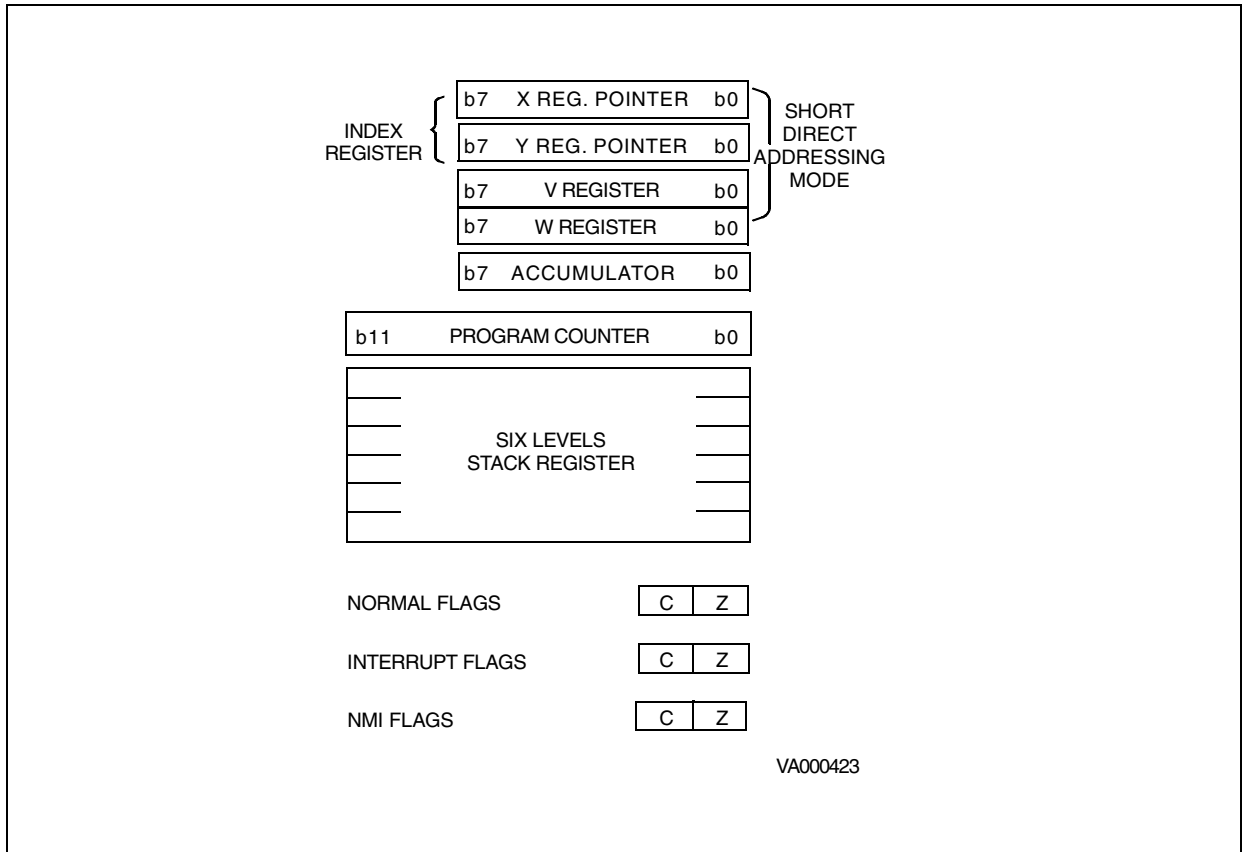 b7 X REG. POINTER b0
INDEX
REGISTER
b7 Y REG. POINTER b0
SHORT
DIRECT
ADDRESSING
MODE
b7 V REGISTER b0
b7 W REGISTER b0
b7 ACCUMULATOR b0
b11 PROGRAM COUNTER b0
SIX LEVELS
STACK REGISTER
NORMAL FLAGS C Z
INTERRUPT FLAGS C Z
NMI FLAGS C Z
VA000423